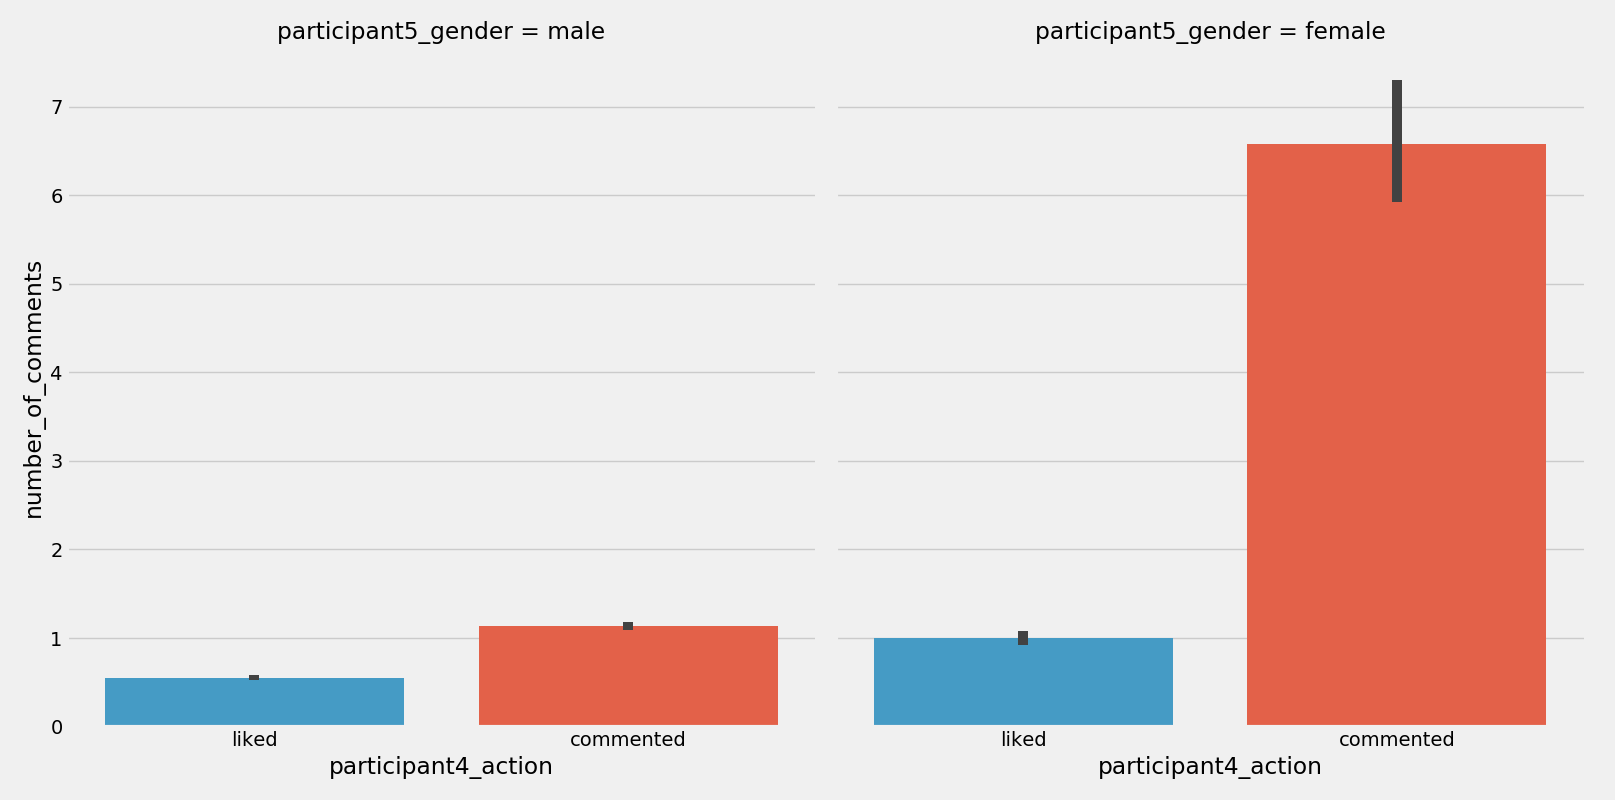 participant5_gender = male
participant5_gender = female
number_of_comments
7
6
5
4
3
2
1
0
liked
commented
liked
commented
participant4_action
participant4_action